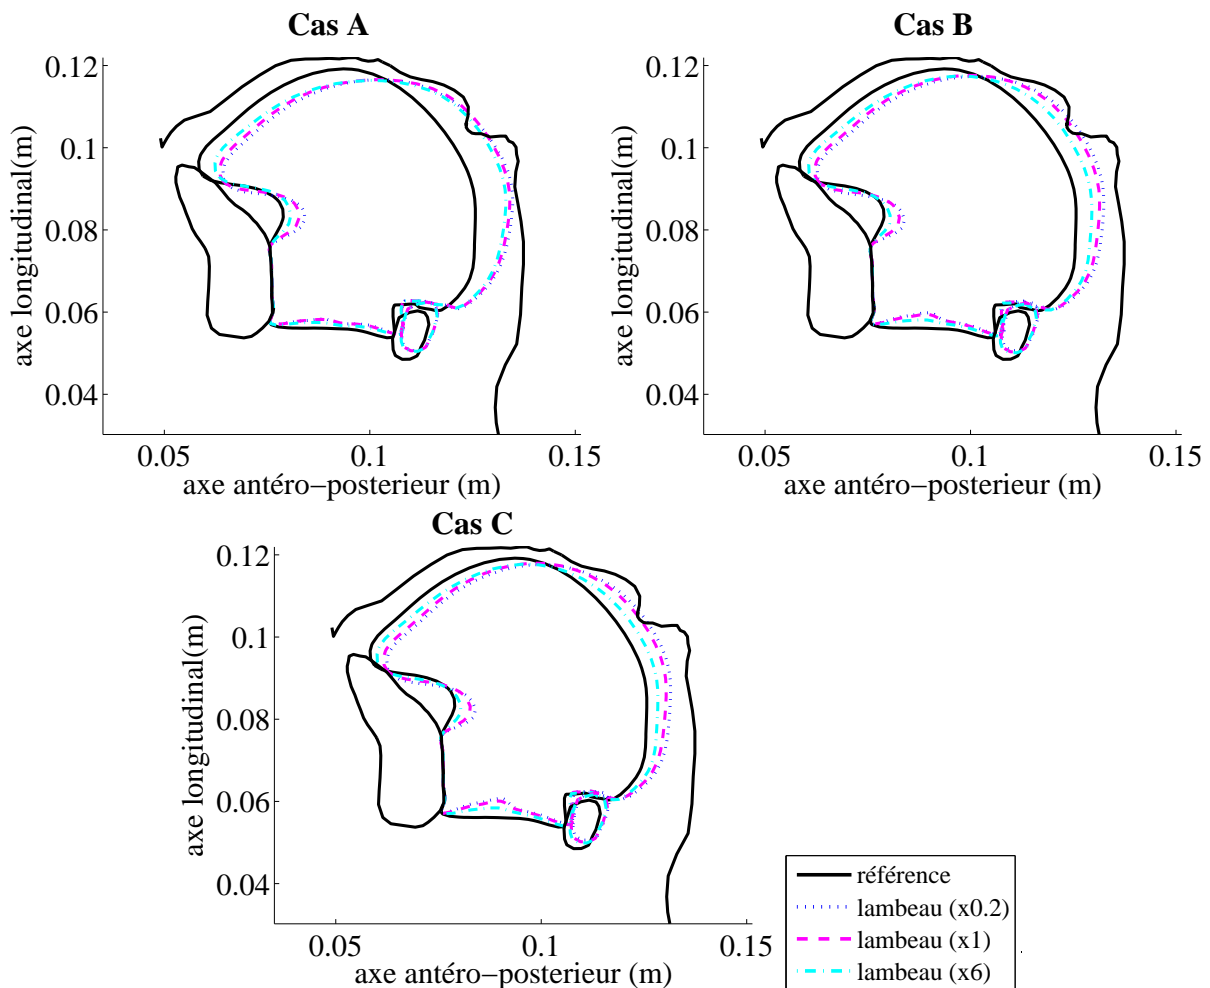 Cas A
0.12
0.1
0.08
0.06
0.04
axe longitudinal(m)
0.05
0.1
0.15
axe antéro−posterieur (m)
Cas B
0.12
0.1
0.08
0.06
0.04
axe longitudinal(m)
0.05
0.1
0.15
axe antéro−posterieur (m)
Cas C
0.12
0.1
0.08
0.06
0.04
axe longitudinal(m)
0.05
0.1
0.15
axe antéro−posterieur (m)
référence
lambeau (x0.2)
lambeau (x1)
lambeau (x6)